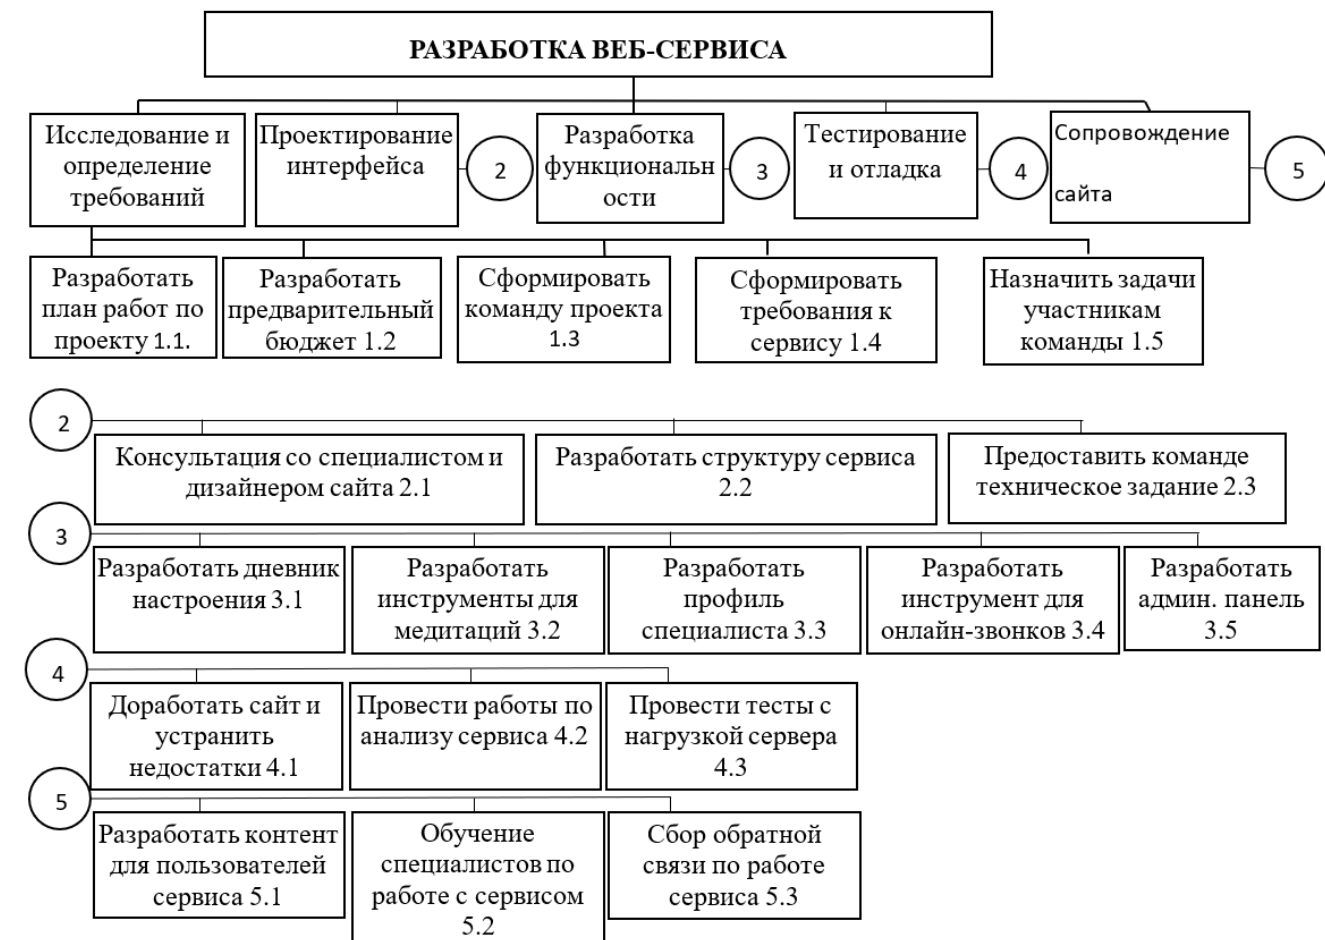 РАЗРАБОТКА ВЕБ-СЕРВИСА
Исследование и
определение
требований
Проектирование
интерфейса
2
Разработка
функциональн
ости
3
Тестирование
и отладка
4
Сопровождение
сайта
5
Разработать
план работ по
проекту 1.1.
Разработать
предварительный
бюджет 1.2
Сформировать
команду проекта
1.3
Сформировать
требования к
сервису 1.4
Назначить задачи
участникам
команды 1.5
2
Консультация со специалистом и
дизайнером сайта 2.1
Разработать структуру сервиса
2.2
Предоставить команде
техническое задание 2.3
3
Разработать дневник
настроения 3.1
Разработать
инструменты для
медитаций 3.2
Разработать
профиль
специалиста 3.3
Разработать
инструмент для
онлайн-звонков 3.4
Разработать
админ. панель
3.5
4
Доработать сайт и
устранить
недостатки 4.1
Провести работы по
анализу сервиса 4.2
Провести тесты с
нагрузкой сервера
4.3
5
Разработать контент
для пользователей
сервиса 5.1
Обучение
специалистов по
работе с сервисом
5.2
Сбор обратной
связи по работе
сервиса 5.3